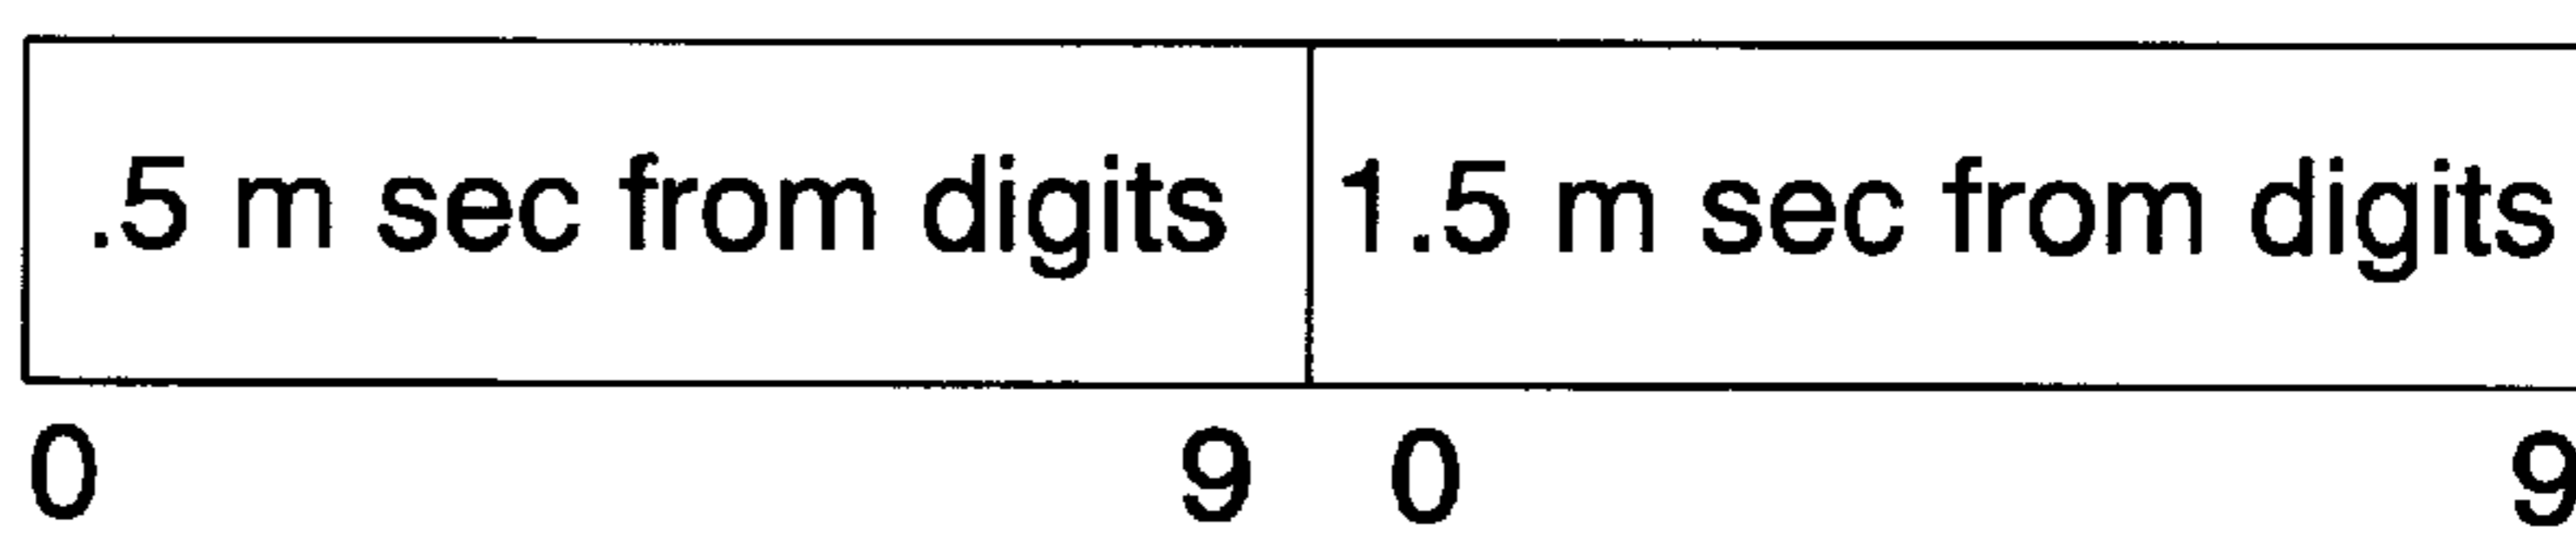 .5 m sec from digits 1.5 m sec from digits
0 9 0 9